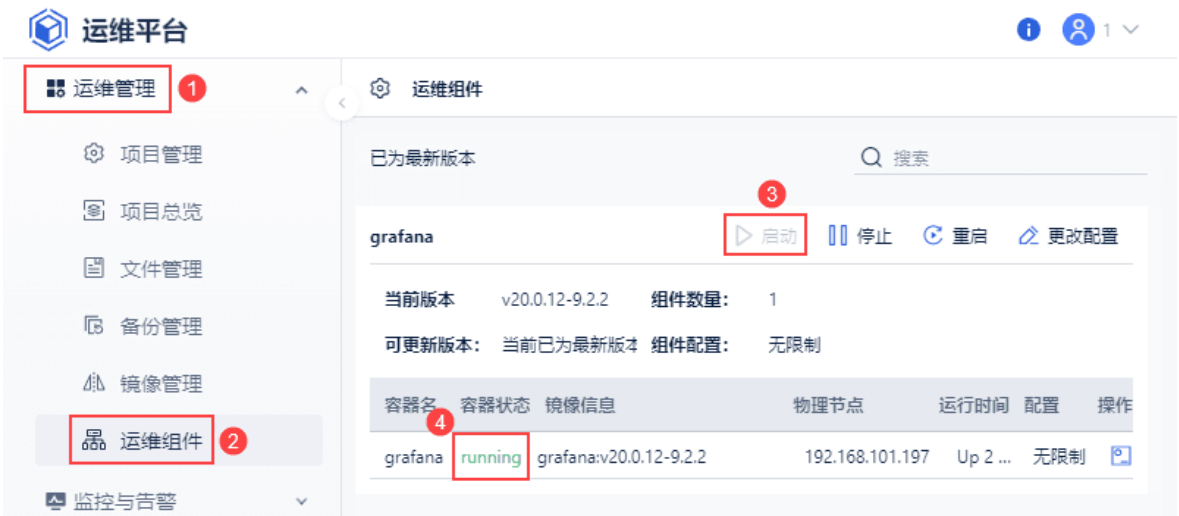 运维平台
1
运维管理 1
运维组件
项目管理
已为最新版本 搜索
项目总览
3
grafana 启动 停止 重启 更改配置
文件管理
当前版本 v20.0.12-9.2.2 组件数量： 1
备份管理
可更新版本： 当前已为最新版本 组件配置： 无限制
镜像管理
容器名 容器状态 镜像信息 物理节点 运行时间 配置 操作
4
运维组件 2
grafana running grafana:v20.0.12-9.2.2 192.168.101.197 Up 2 ... 无限制
监控与告警